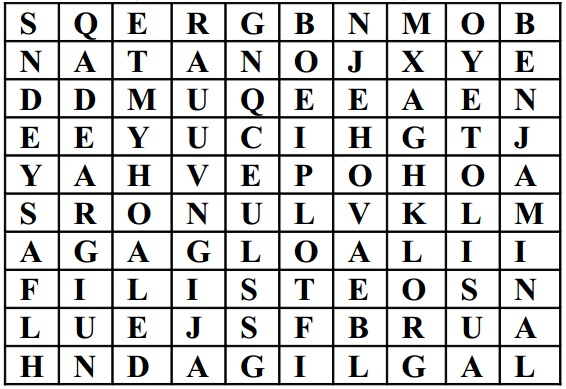 S Q E R G B N M O B
N A T A N O J X Y E
D D M U Q E E A E N
E E Y U C I H G T J
Y A H V E P O H O A
S R O N U L V K L M
A G A G L O A L I I
F I L I S T E O S N
L U E J S F B R U A
H N D A G I L G A L